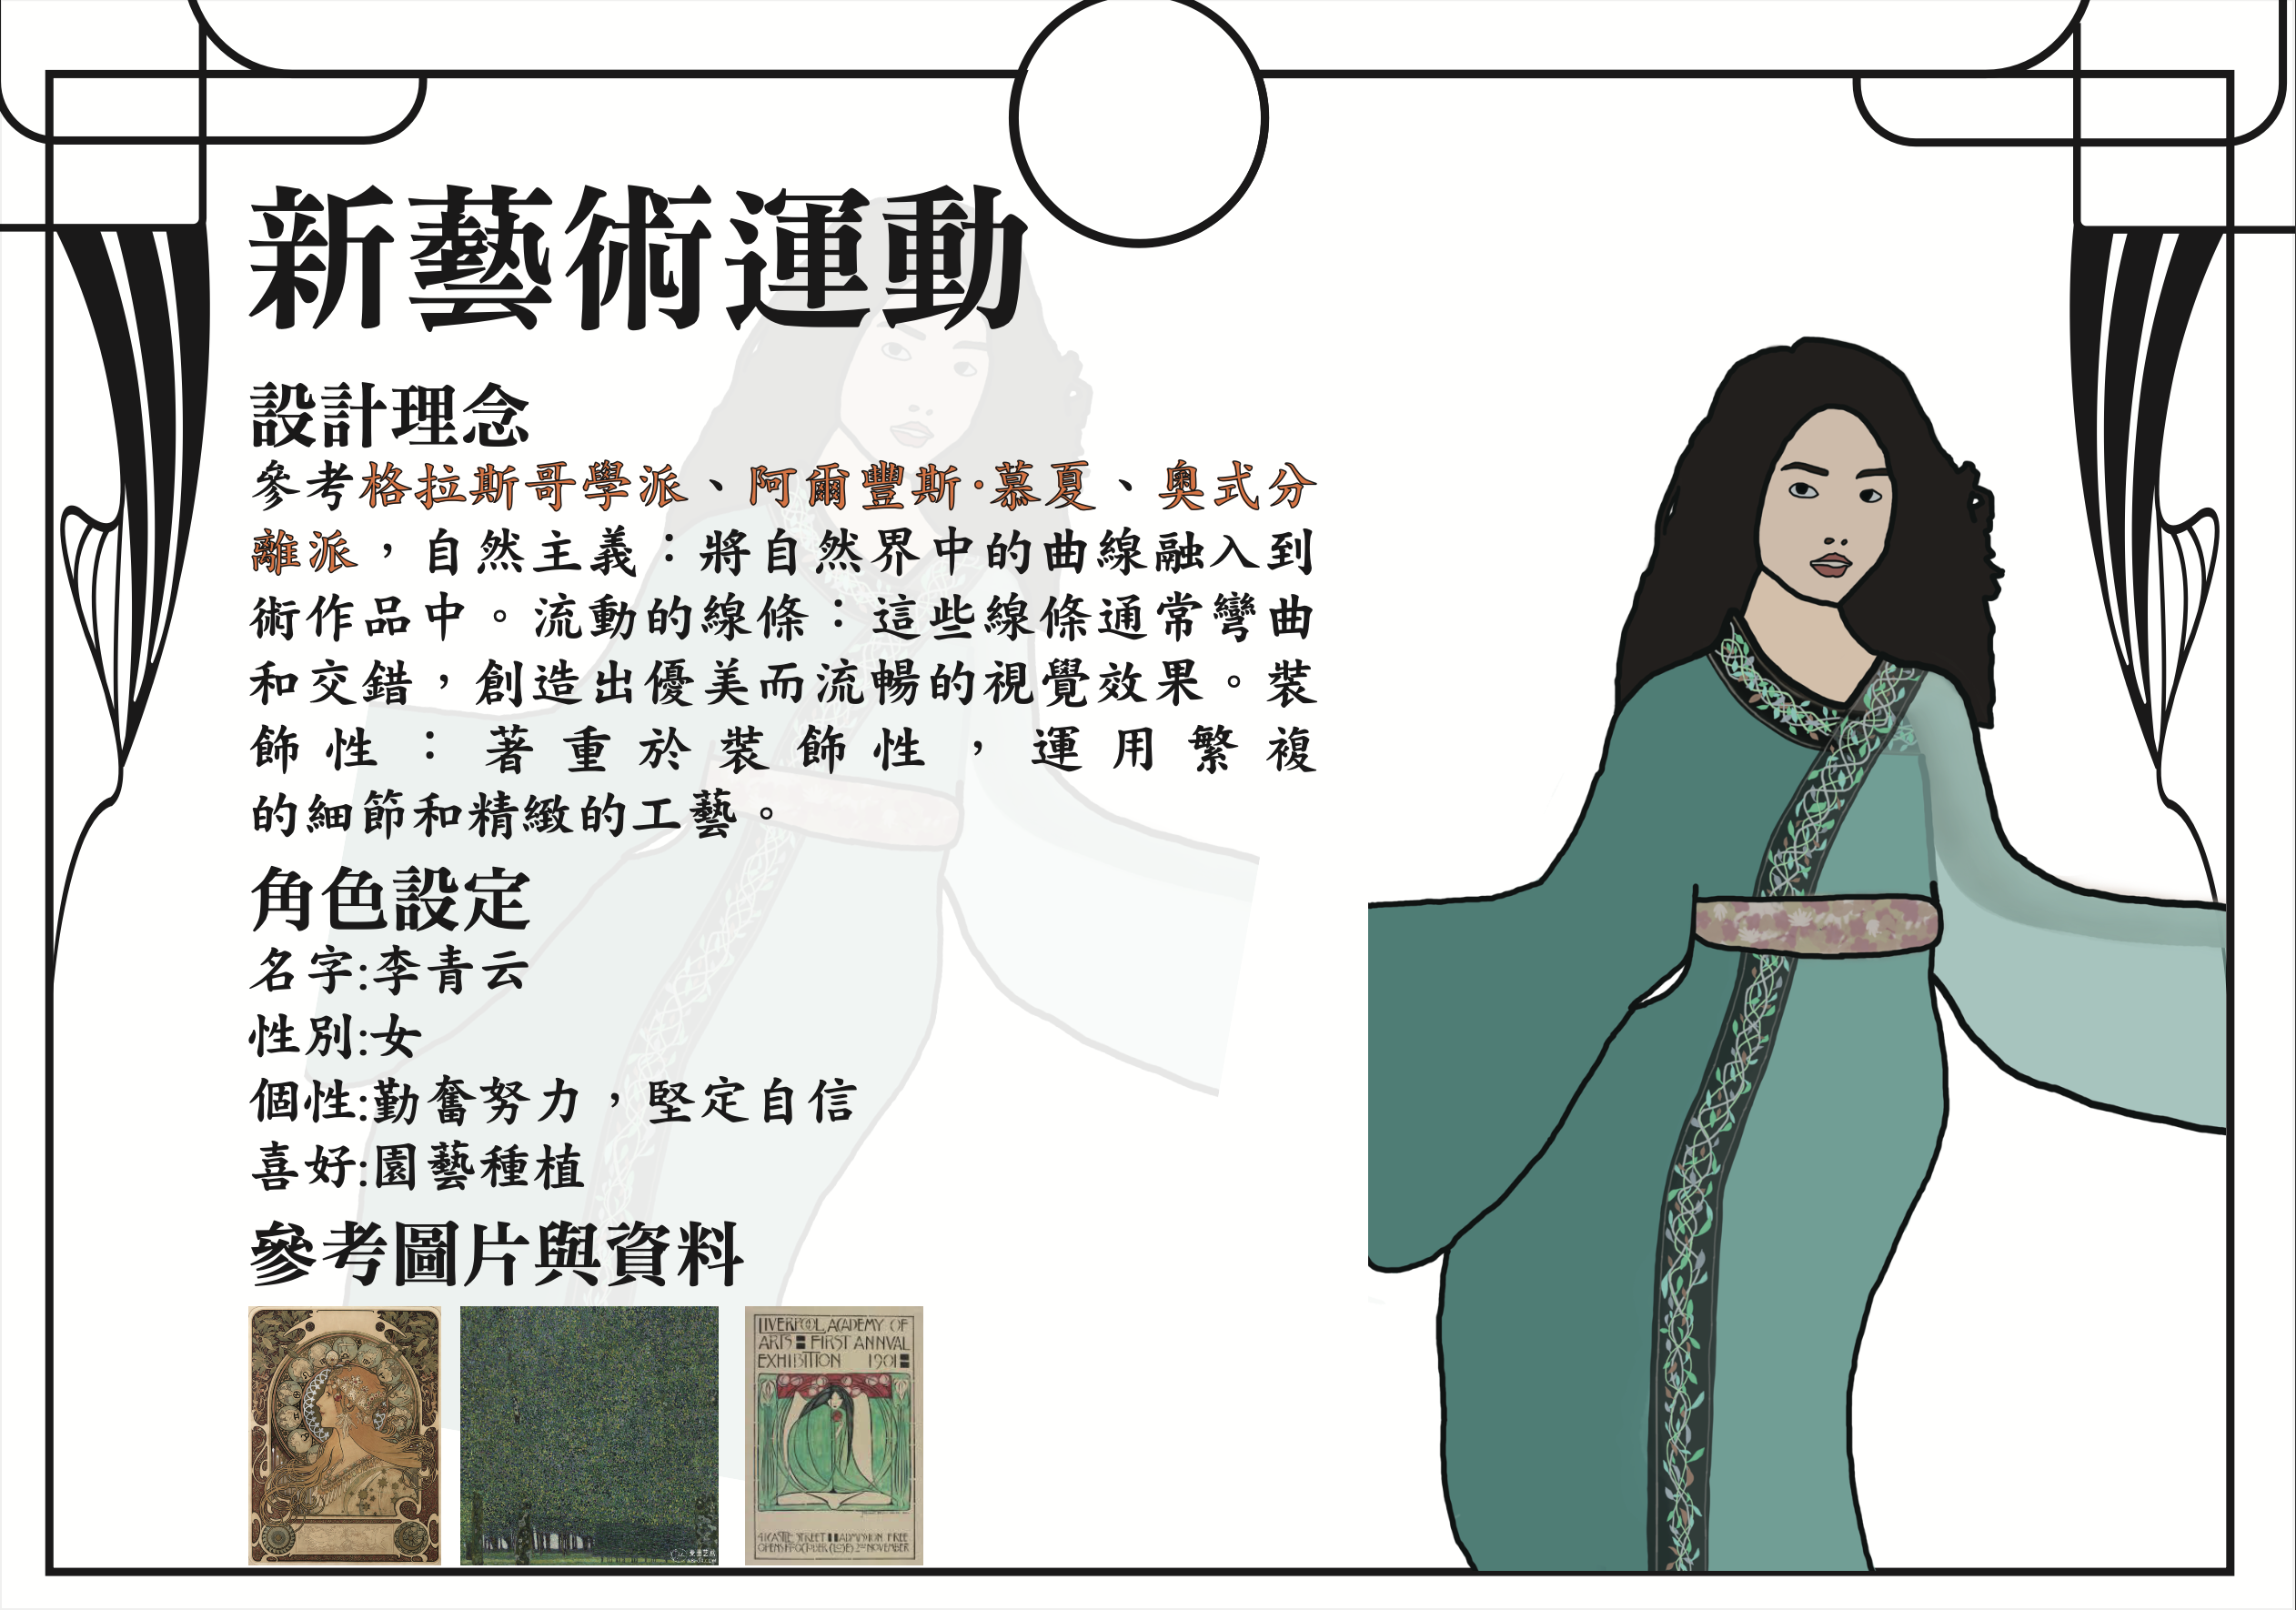 新藝術運動
設計理念
參考格拉斯哥學派、阿爾豐斯·慕夏、奧式分
離派，自然主義：將自然界中的曲線融入到
術作品中。流動的線條：這些線條通常彎曲
和交錯，創造出優美而流暢的視覺效果。裝
飾性：著重於裝飾性，運用繁複
的細節和精緻的工藝。
角色設定
名字:李青云
性別:女
個性:勤奮努力，堅定自信
喜好:園藝種植
參考圖片與資料
LIVERPOOL ACADEMY OF
ARTS FIRST ANNVAL
EXHIBITION 1901
41 CASTLE STREET ADMISSION FREE